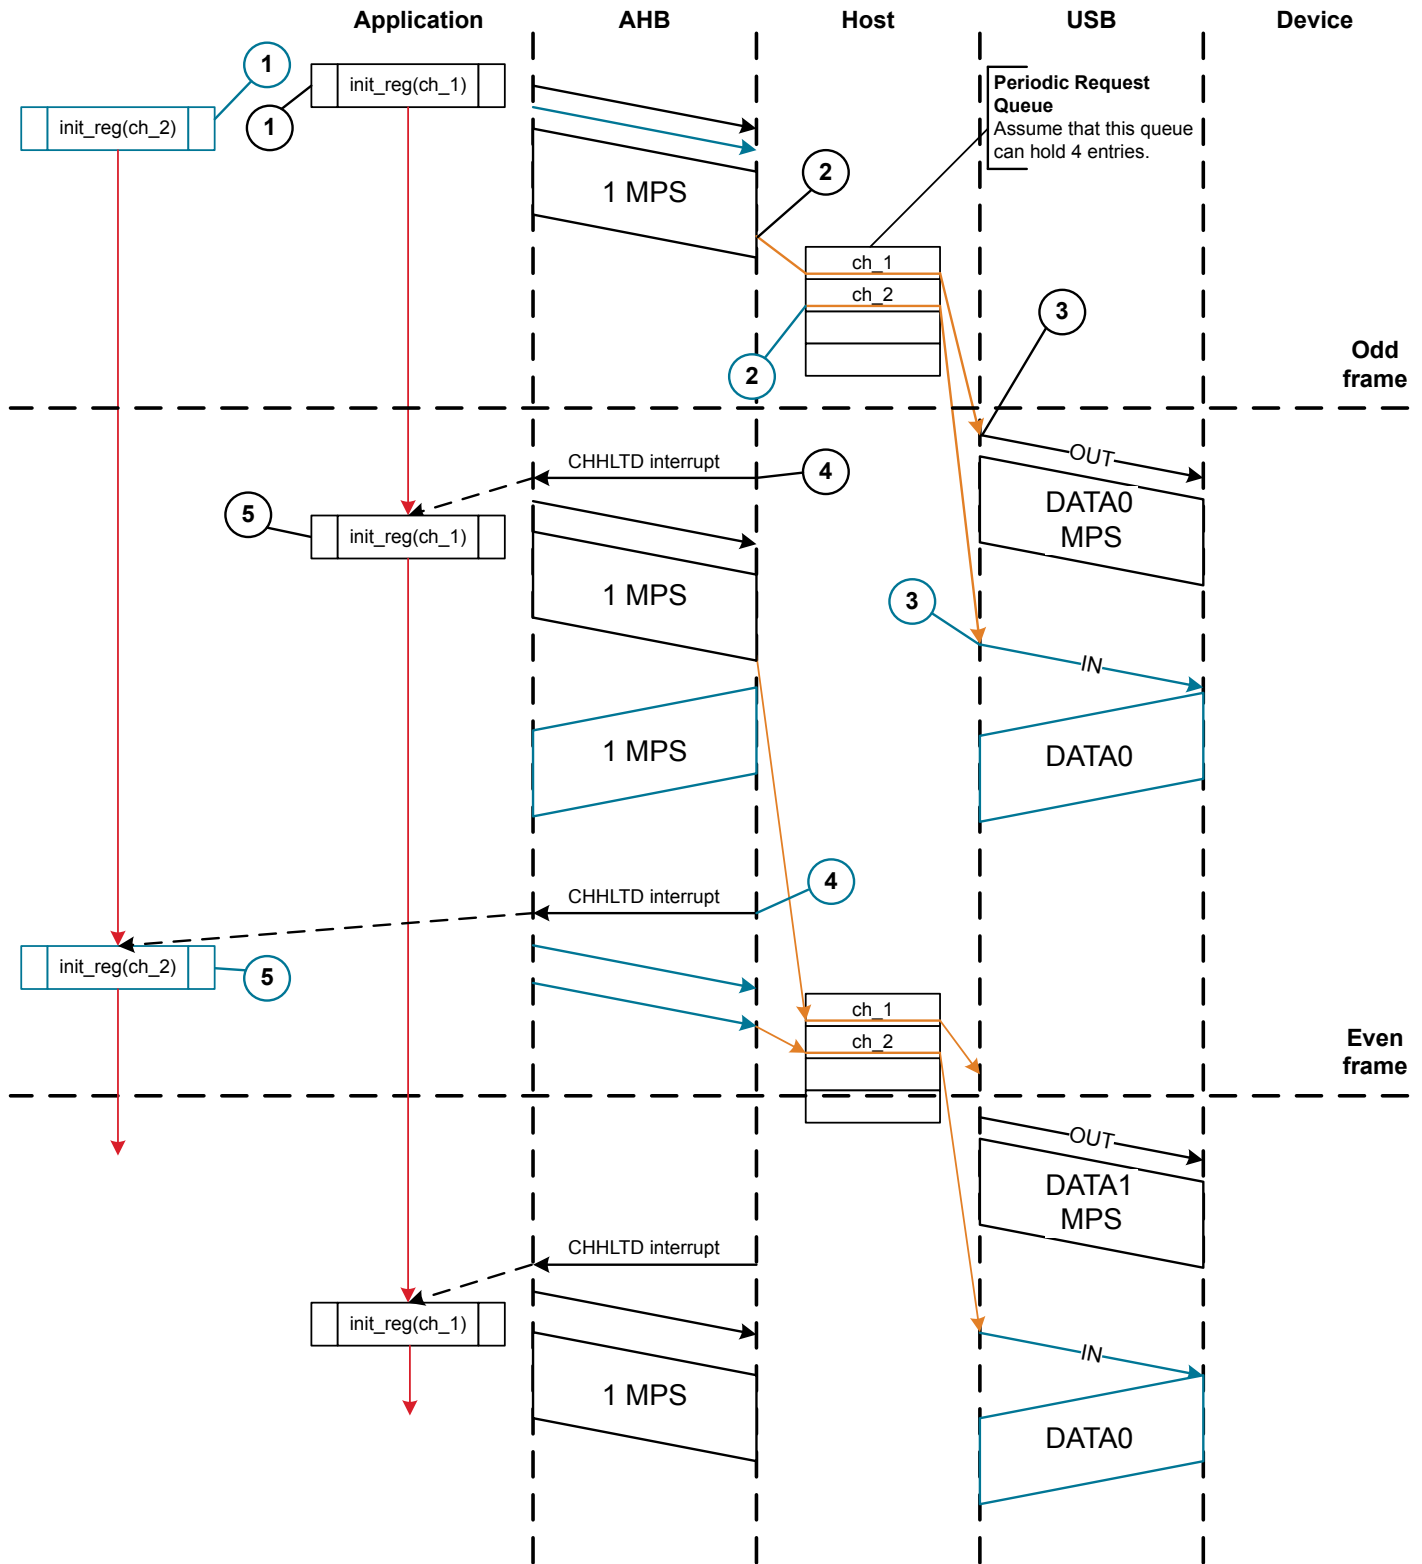 Application
AHB
Host
USB
Device
1
init_reg(ch_1)
Periodic Request
Queue
Assume that this queue
can hold 4 entries.
init_reg(ch_2)
1
1 MPS
2
ch_1
ch_2
3
2
Odd
frame
OUT
CHHLTD interrupt
4
DATA0
MPS
5
init_reg(ch_1)
1 MPS
3
IN
1 MPS
DATA0
CHHLTD interrupt
4
init_reg(ch_2)
5
ch_1
ch_2
Even
frame
OUT
DATA1
MPS
CHHLTD interrupt
init_reg(ch_1)
IN
1 MPS
DATA0